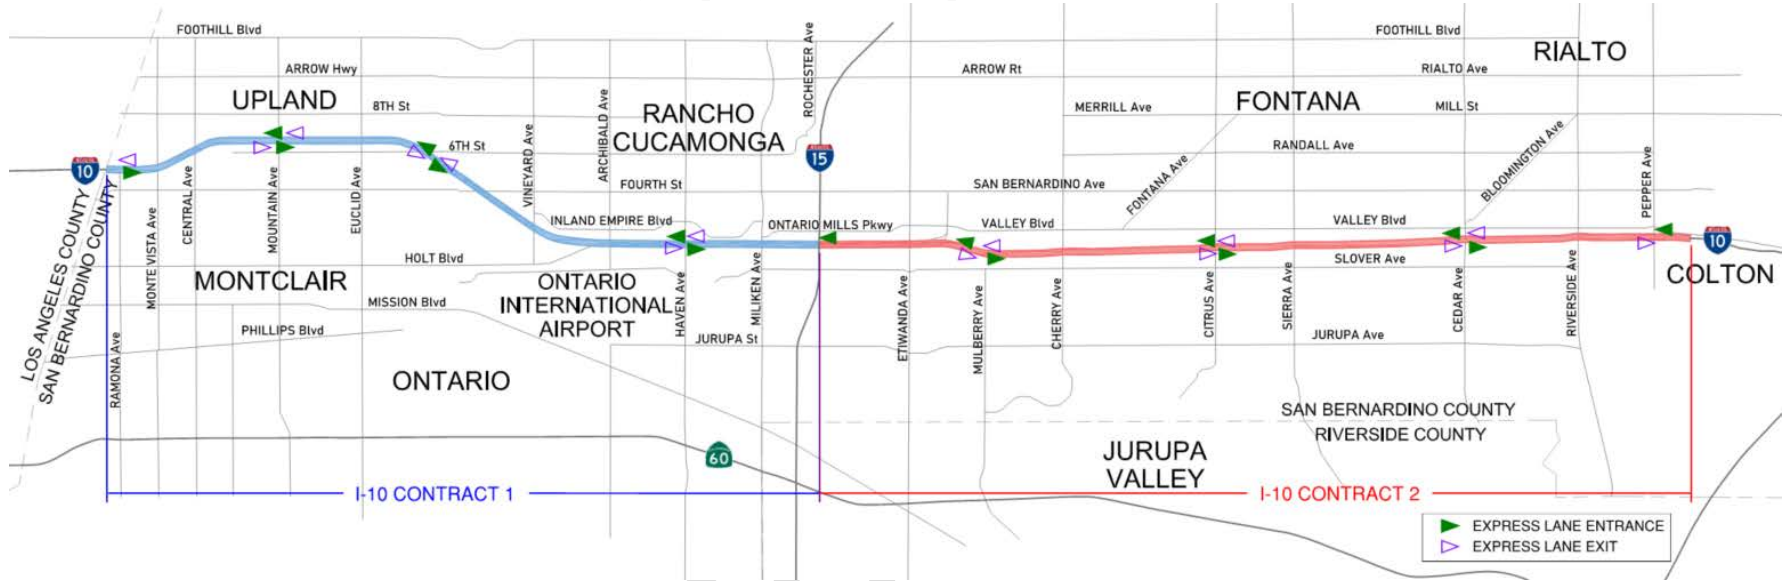 FOOTHILL Blvd
FOOTHILL Blvd
ROCHESTER Ave
RIALTO
ARROW Hwy
ARROW Rt
RIALTO Ave
UPLAND
8TH St
ARCHIBALD Ave
RANCHO
CUCAMONGA
MERRILL Ave
FONTANA
MILL St
VINEYARD Ave
6TH St
15
RANDALL Ave
BLOOMINGTON Ave
PEPPER Ave
10
FOURTH St
SAN BERNARDINO Ave
FONTANA Ave
CENTRAL Ave
MOUNTAIN Ave
EUCLID Ave
INLAND EMPIRE Blvd
ONTARIO MILLS Pkwy
VALLEY Blvd
VALLEY Blvd
10
MONTE VISTA Ave
HOLT Blvd
SLOVER Ave
COLTON
MONTCLAIR
ONTARIO
INTERNATIONAL
AIRPORT
MISSION Blvd
HAVEN Ave
MILIKEN Ave
ETIWANDA Ave
MULBERRY Ave
CHERRY Ave
CITRUS Ave
SIERRA Ave
CEDAR Ave
RIVERSIDE Ave
PHILLIPS Blvd
JURUPA St
JURUPA Ave
LOS ANGELES COUNTY
SAN BERNARDINO COUNTY
RAMONA Ave
ONTARIO
SAN BERNARDINO COUNTY
RIVERSIDE COUNTY
60
JURUPA
VALLEY
I-10 CONTRACT 1
I-10 CONTRACT 2
EXPRESS LANE ENTRANCE
EXPRESS LANE EXIT